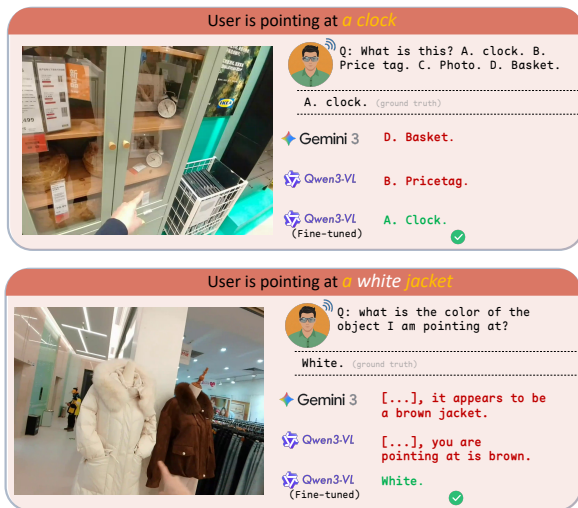 User is pointing at a clock
Q: What is this? A. clock. B.
Price tag. C. Photo. D. Basket.
A. clock. (ground truth)
Gemini 3
D. Basket.
Qwen3-VL
B. Pricetag.
Qwen3-VL
(Fine-tuned)
A. Clock.
IKEA
User is pointing at a white jacket
Q: what is the color of the
object I am pointing at?
White. (ground truth)
Gemini 3
[...], it appears to be
a brown jacket.
Qwen3-VL
[...], you are
pointing at is brown.
Qwen3-VL
(Fine-tuned)
White.